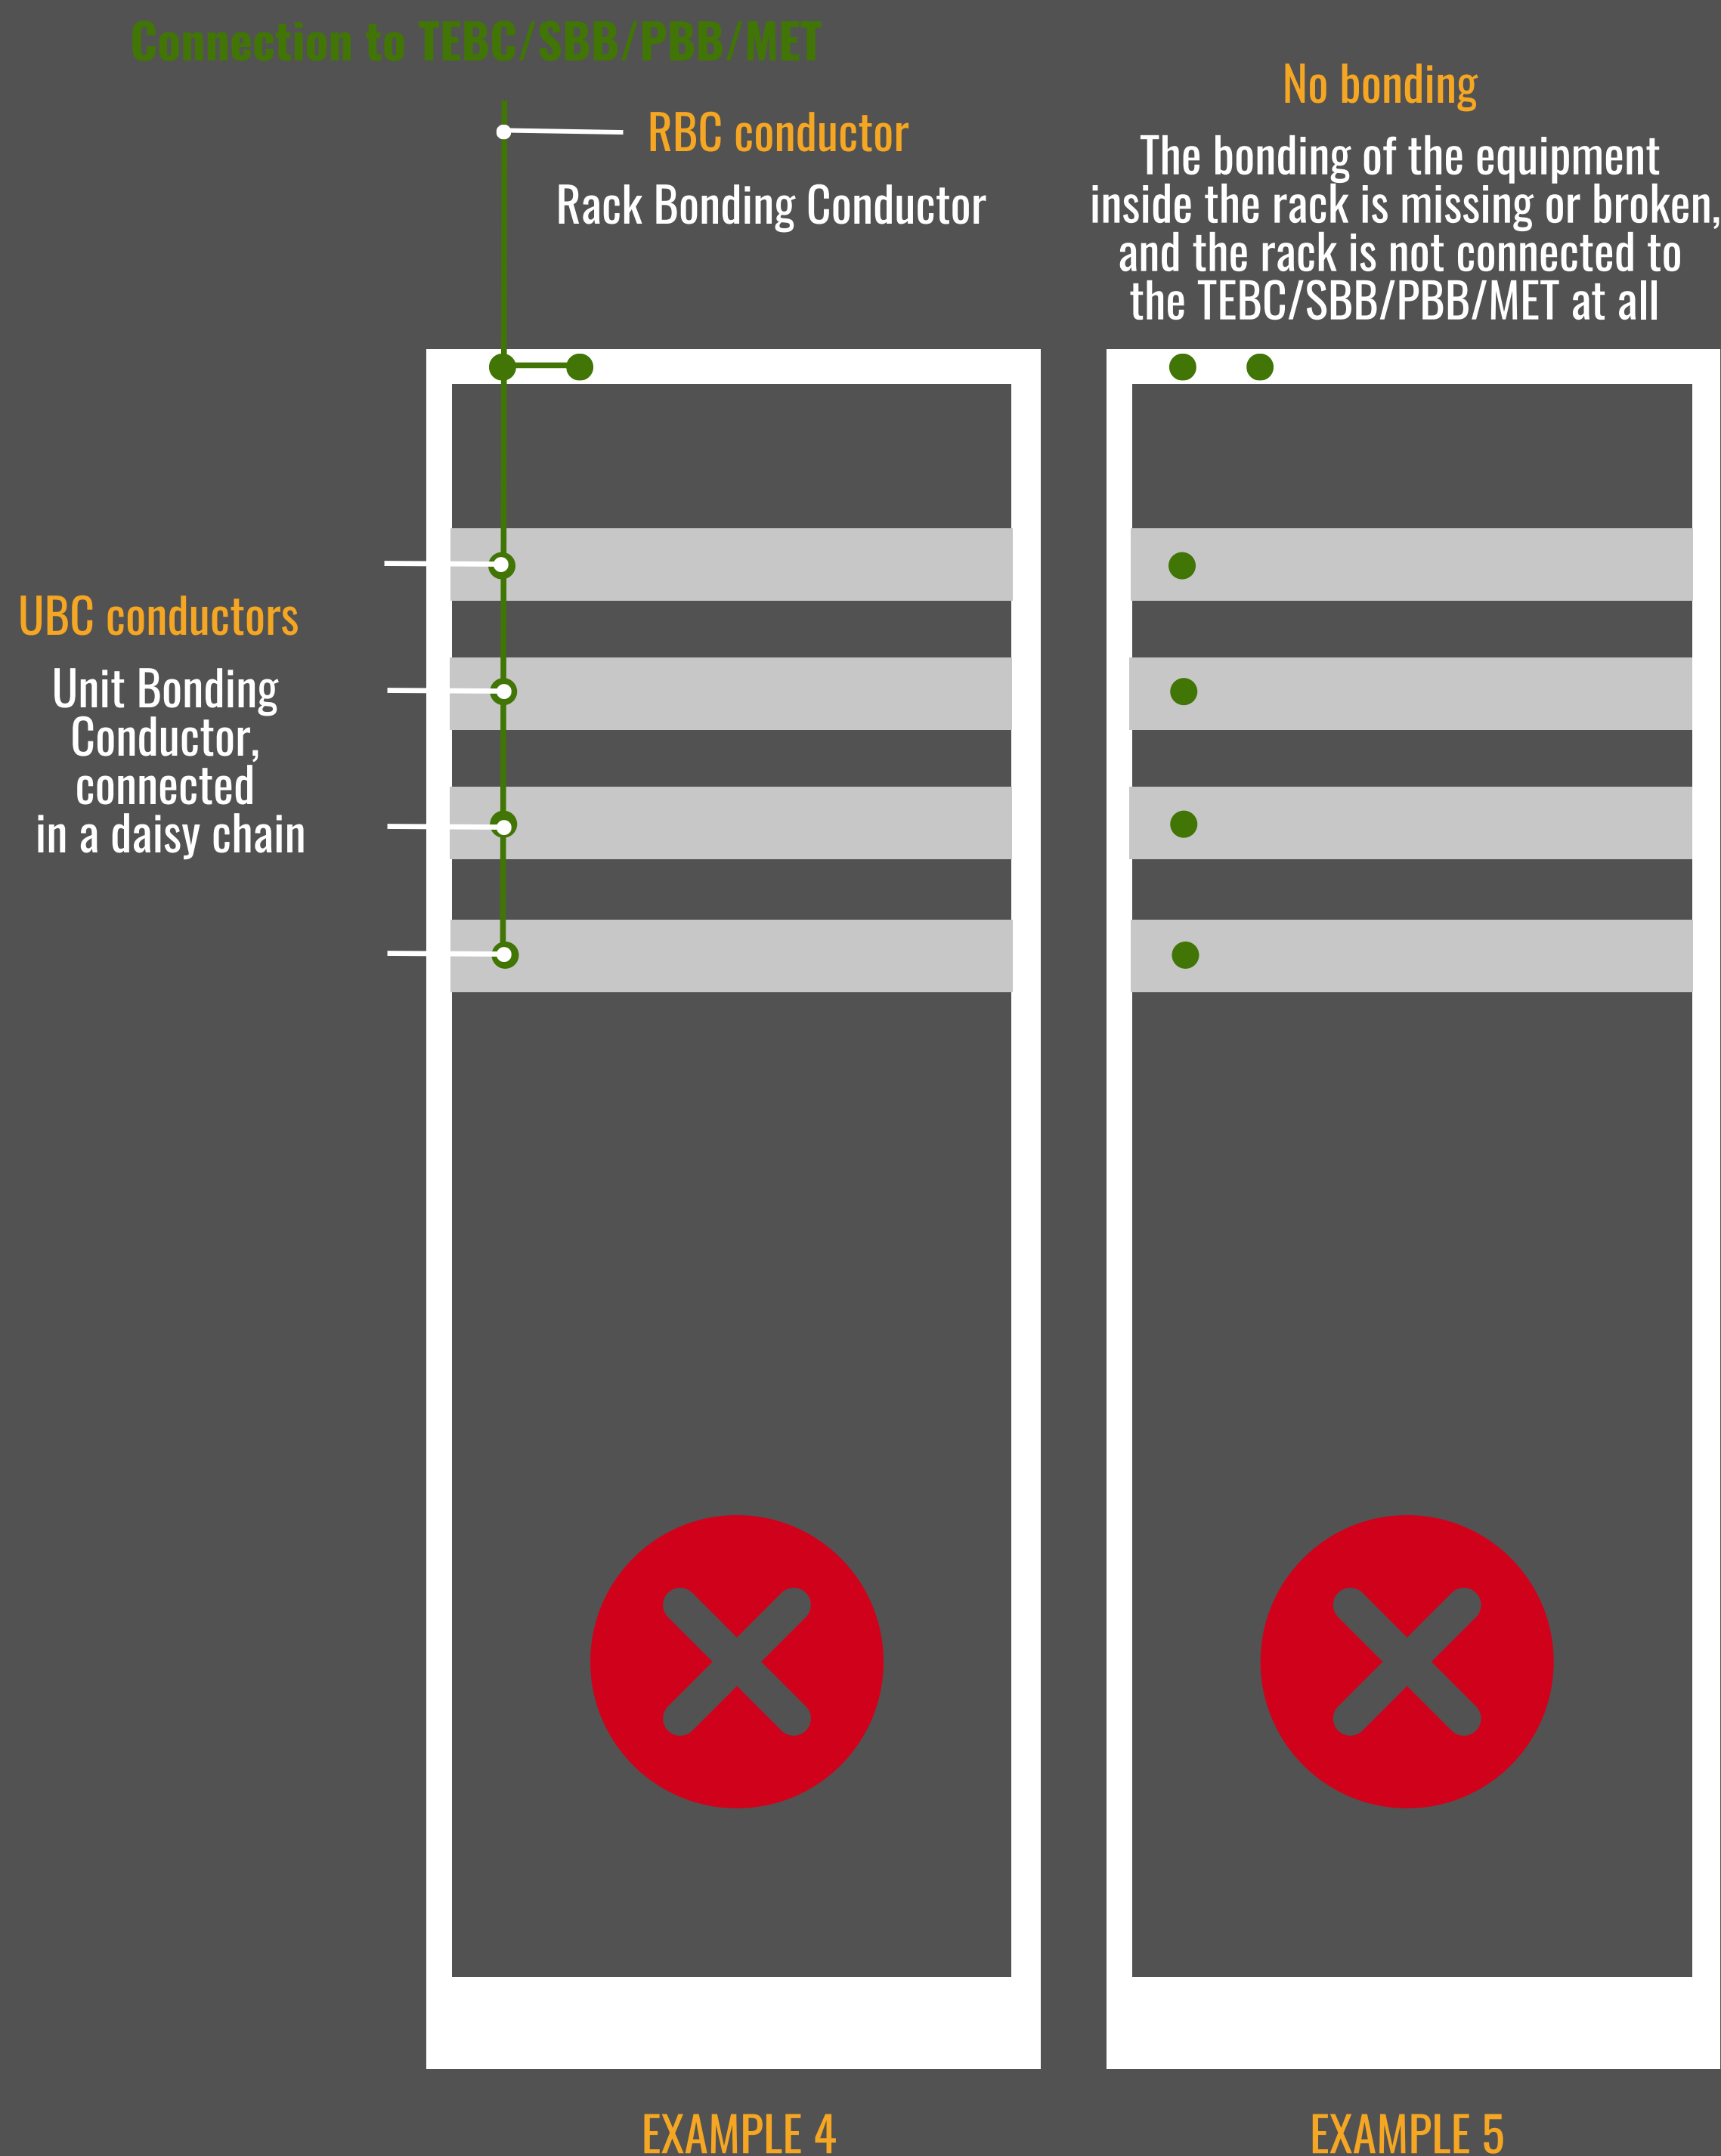 Connection to TEBC/SBB/PBB/MET
RBC conductor
Rack Bonding Conductor
No bonding
The bonding of the equipment
inside the rack is missing or broken,
and the rack is not connected to
the TEBC/SBB/PBB/MET at all
UBC condutors
Unit Bonding
Conductor,
connected
in a daisy chain
EXAMPLE 4
EXAMPLE 5